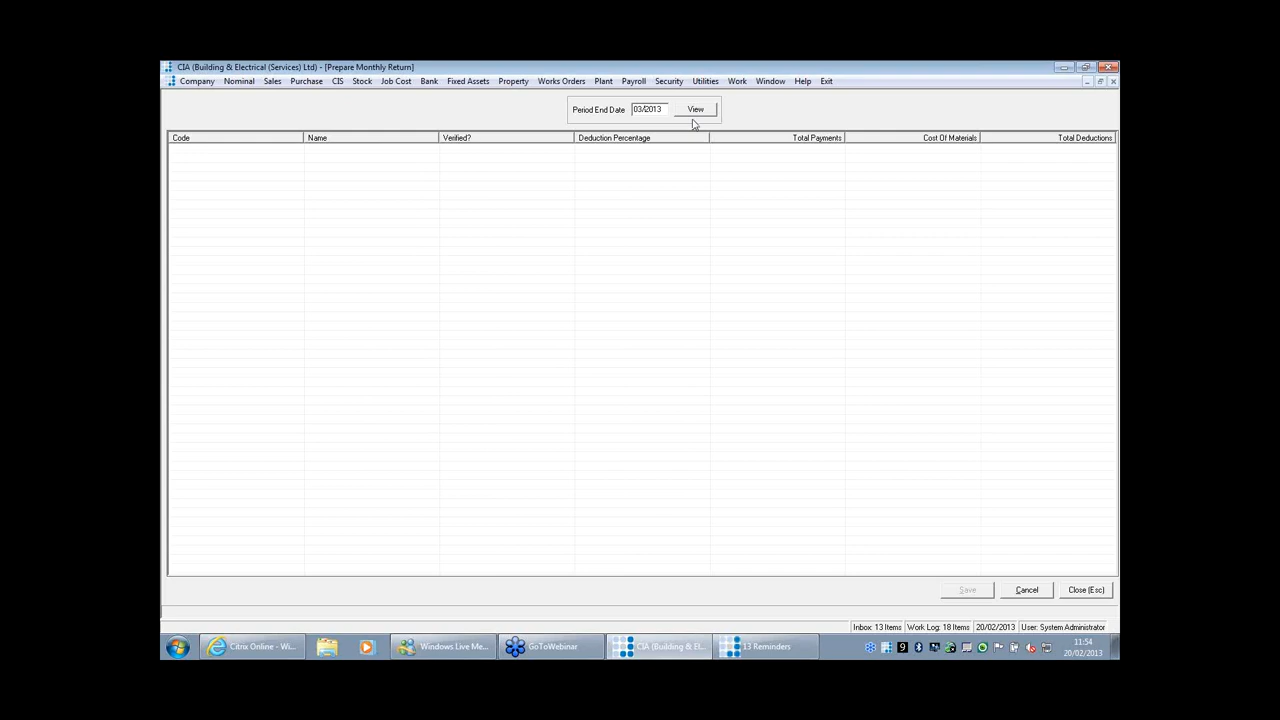 CIA (Building & Electrical (Services) Ltd) - [Prepare Monthly Return]
Company Nominal Sales Purchase CIS Stock Job Cost Bank Fixed Assets Property Works Orders Plant Payroll Security Utilities Work Window Help Exit
Period End Date 03/2013 View
Code Name Verified? Deduction Percentage Total Payments Cost Of Materials Total Deductions
Save Cancel Close (Esc)
Inbox: 13 Items Work Log: 18 Items 20/02/2013 User: System Administrator
Citrix Online - Wi... Windows Live Me... GoToWebinar CIA (Building & El... 13 Reminders 9 11:54
20/02/2013